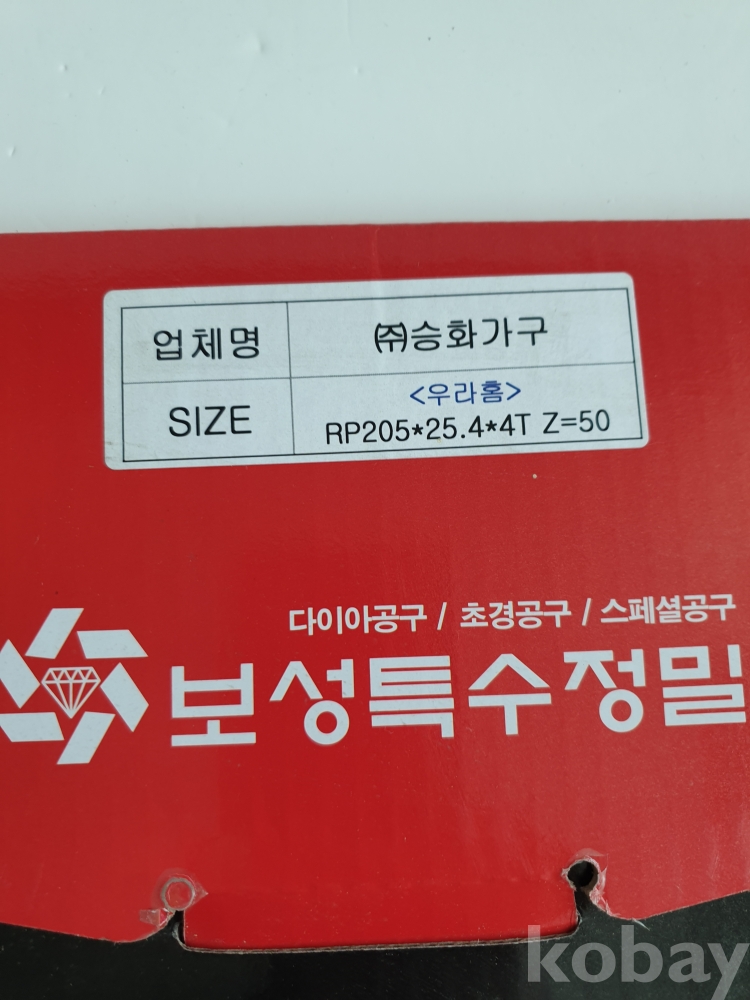 업체명 ㈜승화가구
SIZE <우라홈>
RP205*25.4*4T Z=50
다이아공구 / 초경공구 / 스페셜공구
보성특수정밀
kobay